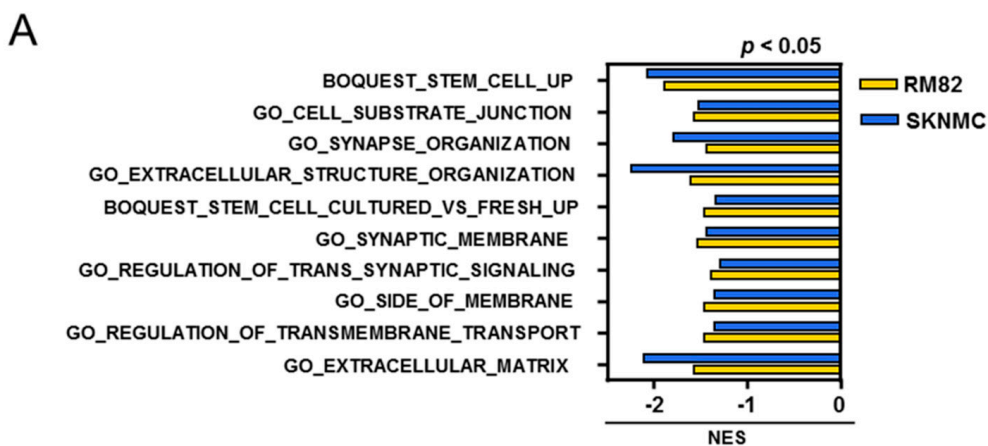 A
p < 0.05
BOQUEST_STEM_CELL_UP
GO_CELL_SUBSTRATE_JUNCTION
GO_SYNAPSE_ORGANIZATION
GO_EXTRACELLULAR_STRUCTURE_ORGANIZATION
BOQUEST_STEM_CELL_CULTURED_VS_FRESH_UP
GO_SYNAPTIC_MEMBRANE
GO_REGULATION_OF_TRANS_SYNAPTIC_SIGNALING
GO_SIDE_OF_MEMBRANE
GO_REGULATION_OF_TRANSMEMBRANE_TRANSPORT
GO_EXTRACELLULAR_MATRIX
RM82
SKNMC
-2 -1 0
NES